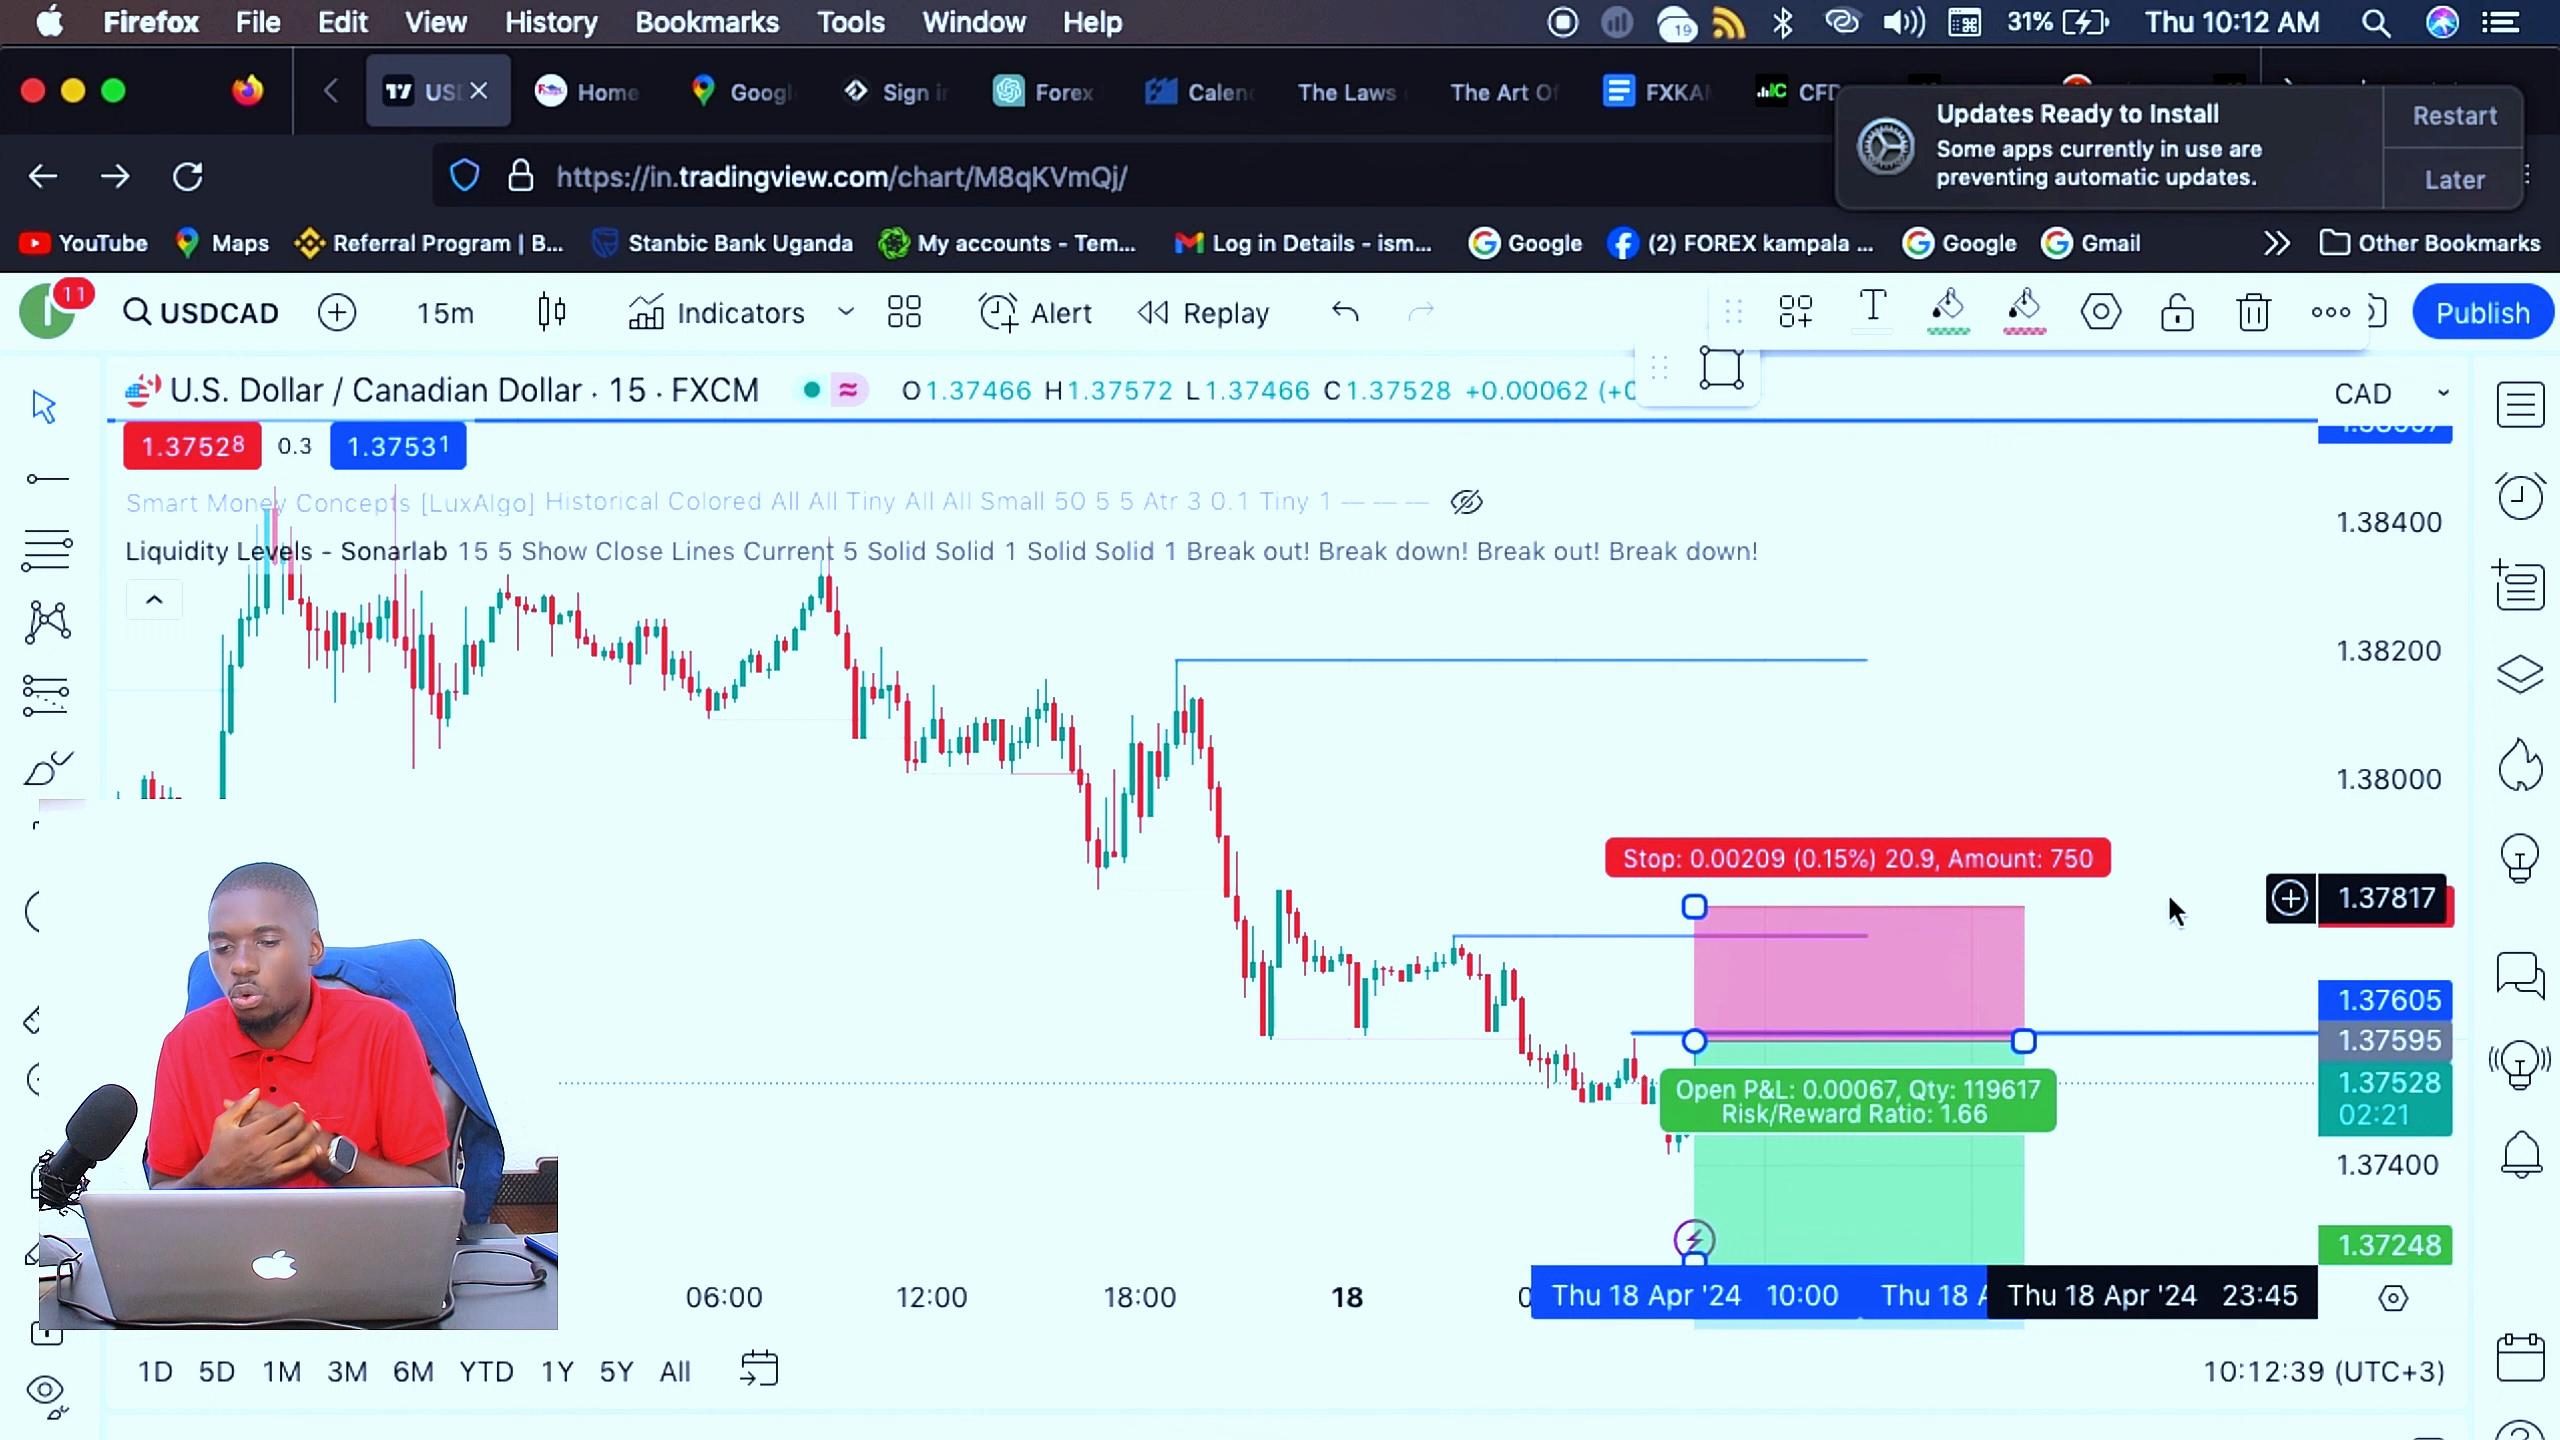 Firefox File Edit View History Bookmarks Tools Window Help
19 31% Thu 10:12 AM
US Home Googl Sign in Forex Calen The Laws The Art Of FXKA CFD
Updates Ready to Install
Some apps currently in use are
preventing automatic updates.
Restart
Later
https://in.tradingview.com/chart/M8qKVmQj/
YouTube Maps Referral Program | B... Stanbic Bank Uganda My accounts - Tem... Log in Details - ism... Google (2) FOREX kampala ... Google Gmail Other Bookmarks
11 USDCAD 15m Indicators Alert Replay Publish
U.S. Dollar / Canadian Dollar · 15 · FXCM O1.37466 H1.37572 L1.37466 C1.37528 +0.00062 (+0
CAD
1.37528 0.3 1.37531
Smart Money Concepts [LuxAlgo] Historical Colored All All Tiny All All Small 50 5 5 Atr 3 0.1 Tiny 1
Liquidity Levels - Sonarlab 15 5 Show Close Lines Current 5 Solid Solid 1 Solid Solid 1 Break out! Break down! Break out! Break down!
1.38400
1.38200
1.38000
Stop: 0.00209 (0.15%) 20.9, Amount: 750
1.37817
1.37605
1.37595
1.37528
02:21
Open P&L: 0.00067, Qty: 119617
Risk/Reward Ratio: 1.66
1.37400
1.37248
06:00 12:00 18:00 18 Thu 18 Apr '24 10:00 Thu 18 A Thu 18 Apr '24 23:45
1D 5D 1M 3M 6M YTD 1Y 5Y All
10:12:39 (UTC+3)